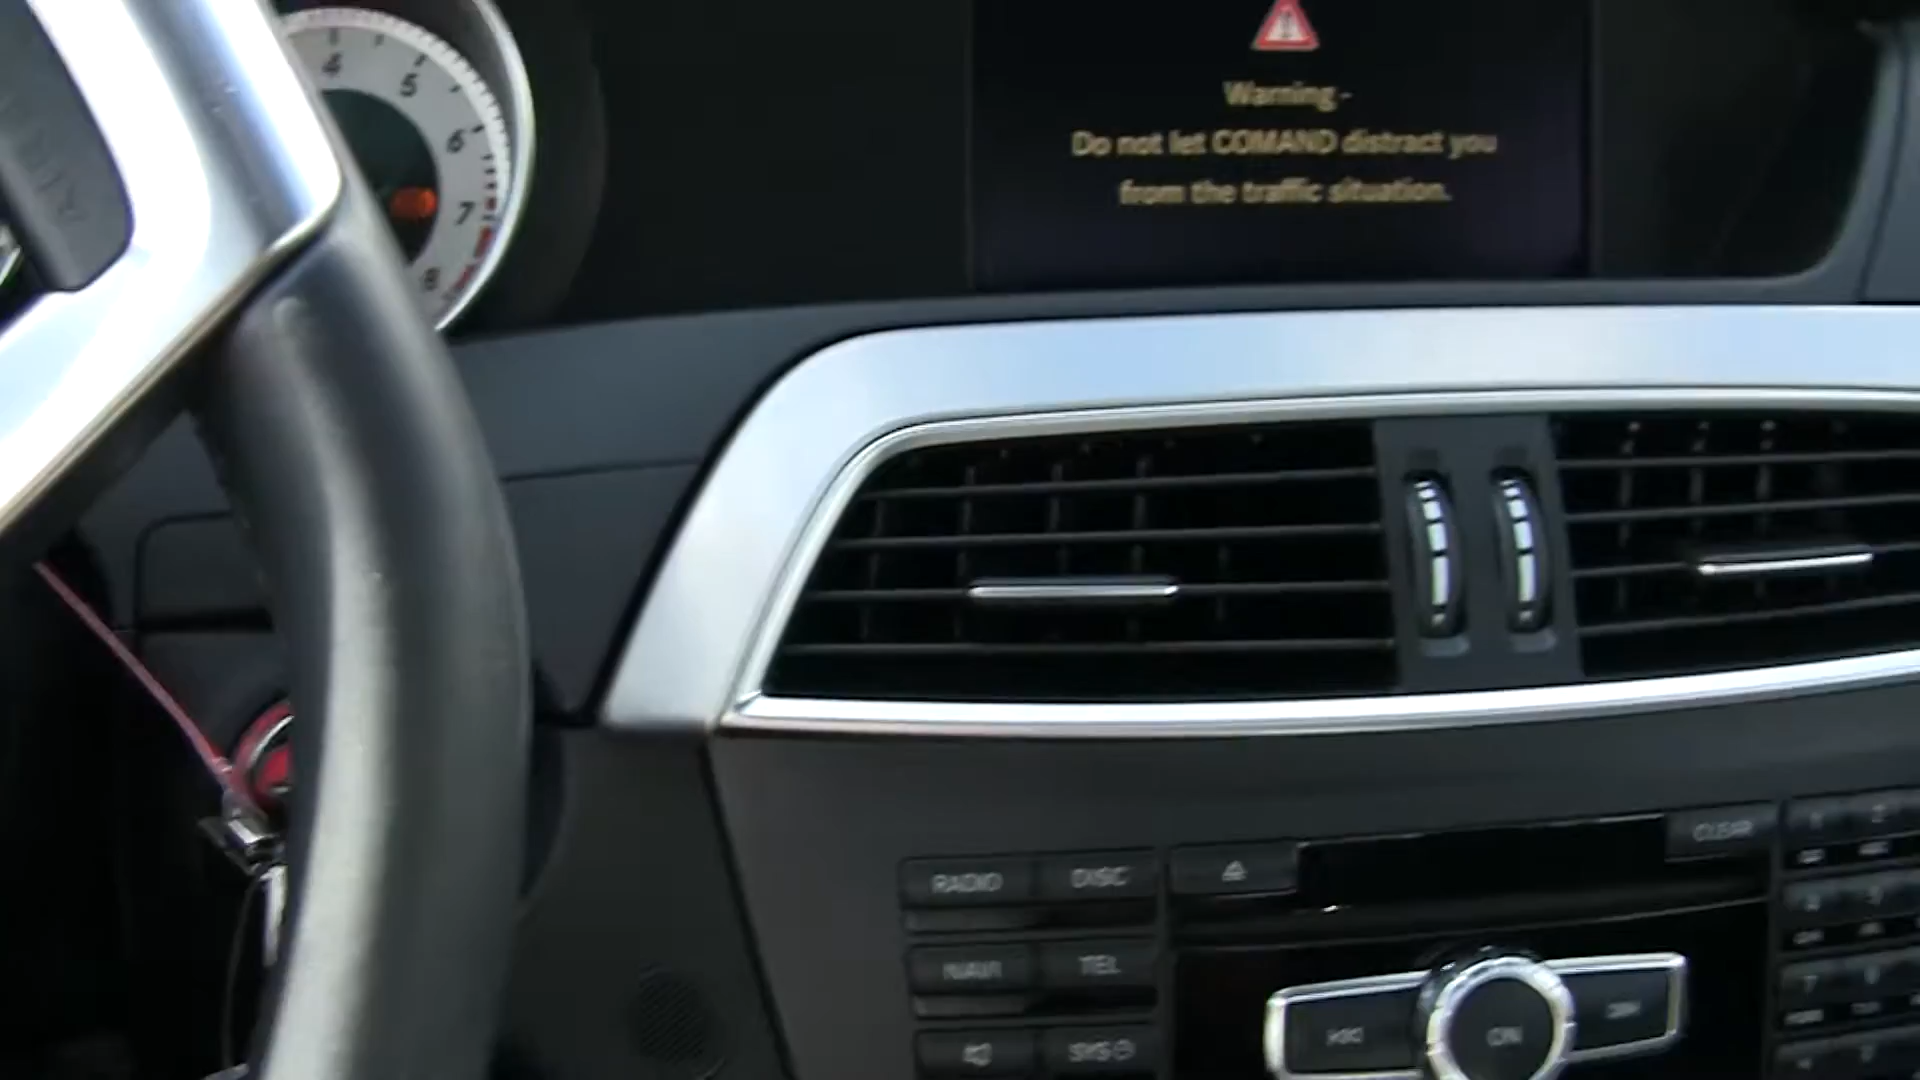 4
5
6
7
8
Warning -
Do not let COMAND distract you
from the traffic situation.
CLEAR
RADIO DISC
NAVI TEL
SYS
ON